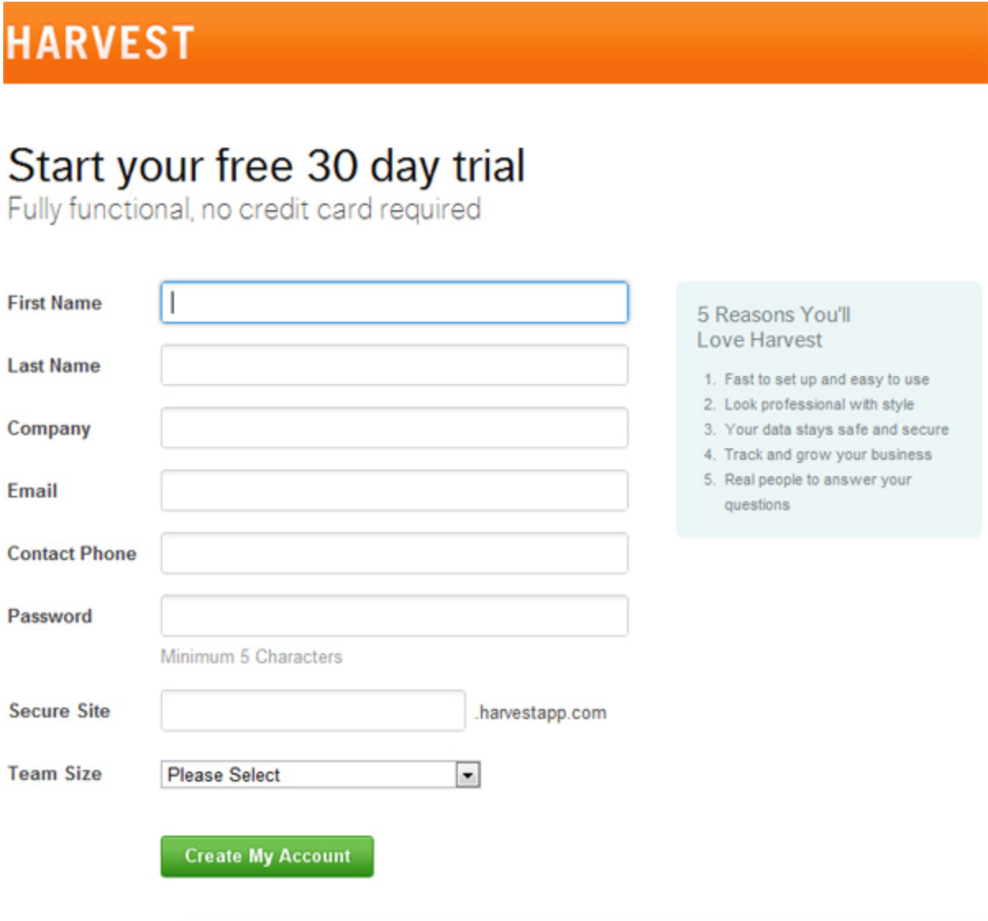 HARVEST
Start your free 30 day trial
Fully functional, no credit card required
First Name
Last Name
Company
Email
Contact Phone
Password
Minimum 5 Characters
Secure Site
.harvestapp.com
Team Size
Please Select
Create My Account
5 Reasons You'll
Love Harvest
1. Fast to set up and easy to use
2. Look professional with style
3. Your data stays safe and secure
4. Track and grow your business
5. Real people to answer your
questions